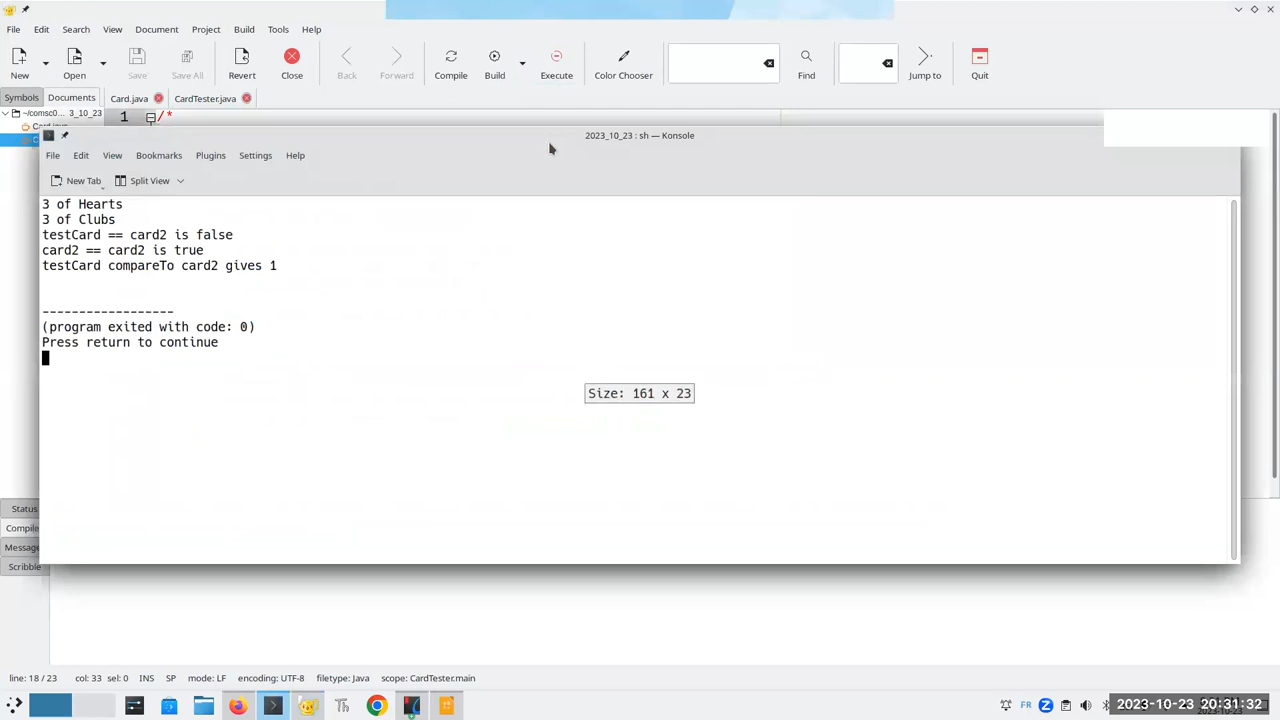 File Edit Search View Document Project Build Tools Help
New Open Save Save All Revert Close Back Forward Compile Build Execute Color Chooser Find Jump to Quit
Symbols Documents Card.java CardTester.java
~/comsc0... 3_10_23
1 /*
2023_10_23 : sh — Konsole
File Edit View Bookmarks Plugins Settings Help
New Tab Split View
3 of Hearts
3 of Clubs
testCard == card2 is false
card2 == card2 is true
testCard compareTo card2 gives 1
------------------
(program exited with code: 0)
Press return to continue
Size: 161 x 23
Status
Compile
Message
Scribble
line: 18 / 23 col: 33 sel: 0 INS SP mode: LF encoding: UTF-8 filetype: Java scope: CardTester.main
FR 2023-10-23 20:31:32